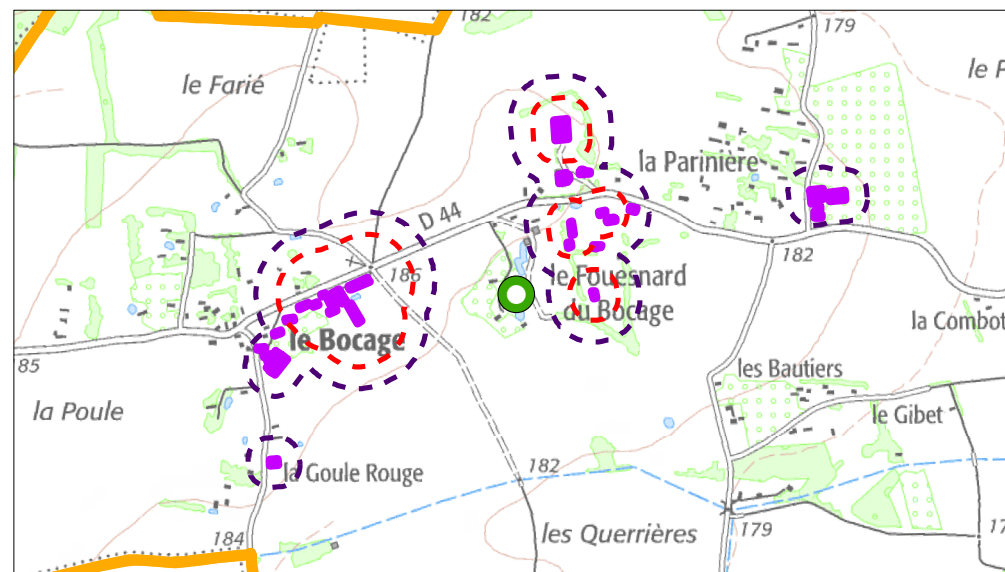 182
179
le Farié
le P
la Parinière
D 44
186
182
le Fouesnard
du Bocage
la Combot
le Bocage
85
les Bautiers
la Poule
le Gibet
182
la Goule Rouge
184
les Querrières
179
17